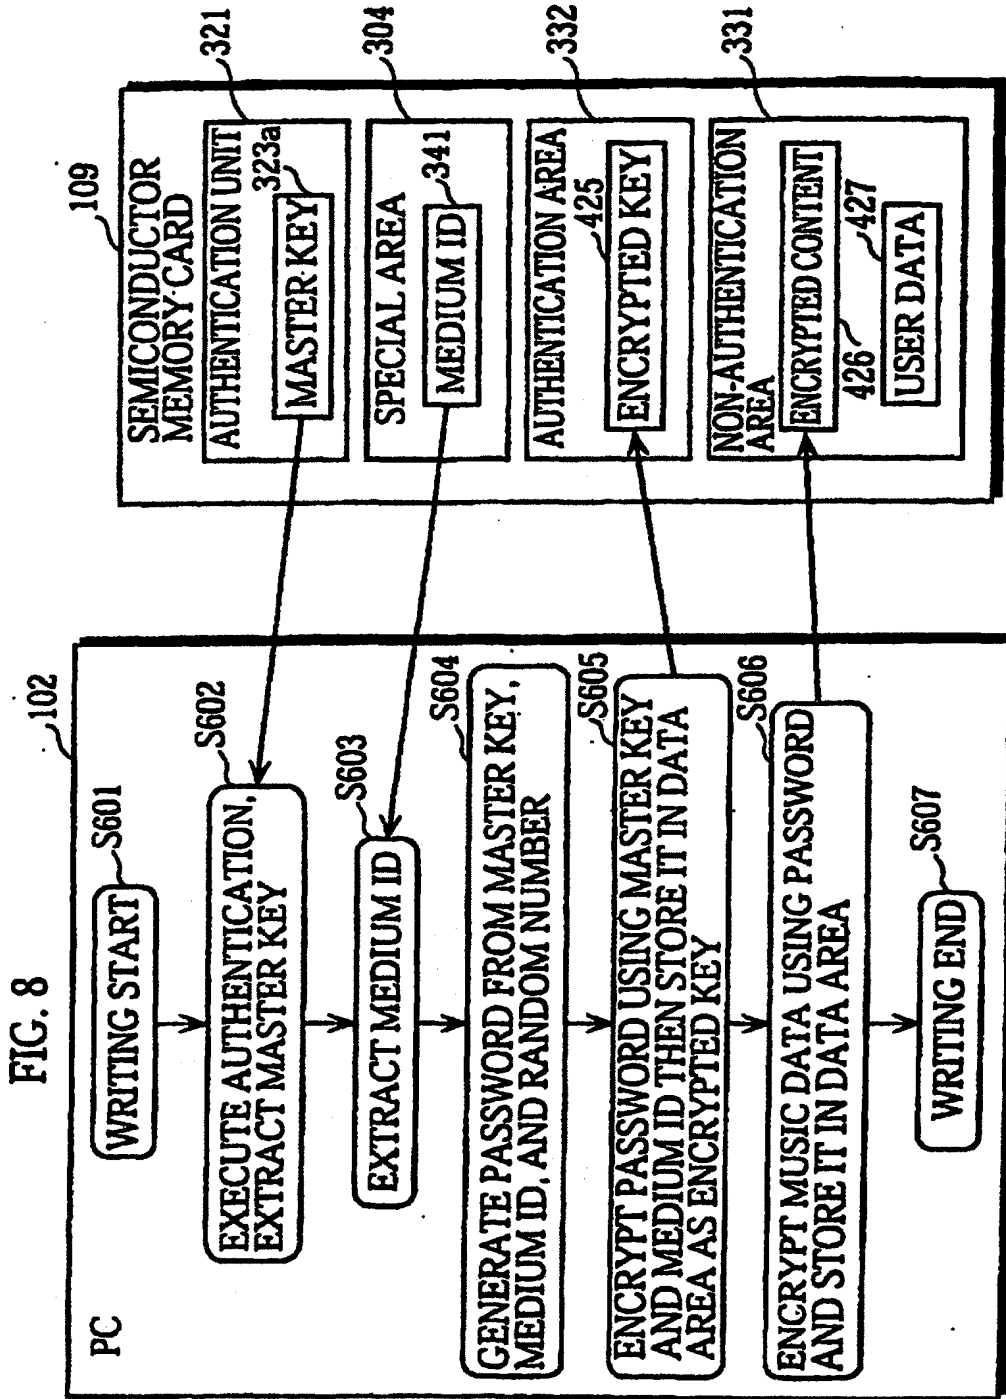 FIG. 8
102
PC
S601
WRITING START
S602
EXECUTE AUTHENTICATION,
EXTRACT MASTER KEY
S603
EXTRACT MEDIUM ID
S604
GENERATE PASSWORD FROM MASTER KEY,
MEDIUM ID, AND RANDOM NUMBER
S605
ENCRYPT PASSWORD USING MASTER KEY
AND MEDIUM ID THEN STORE IT IN DATA
AREA AS ENCRYPTED KEY
S606
ENCRYPT MUSIC DATA USING PASSWORD
AND STORE IT IN DATA AREA
S607
WRITING END
109
SEMICONDUCTOR
MEMORY CARD
321
AUTHENTICATION UNIT
323a
MASTER KEY
304
SPECIAL AREA
341
MEDIUM ID
332
AUTHENTICATION AREA
425
ENCRYPTED KEY
331
NON-AUTHENTICATION
AREA
ENCRYPTED CONTENT
426
427
USER DATA